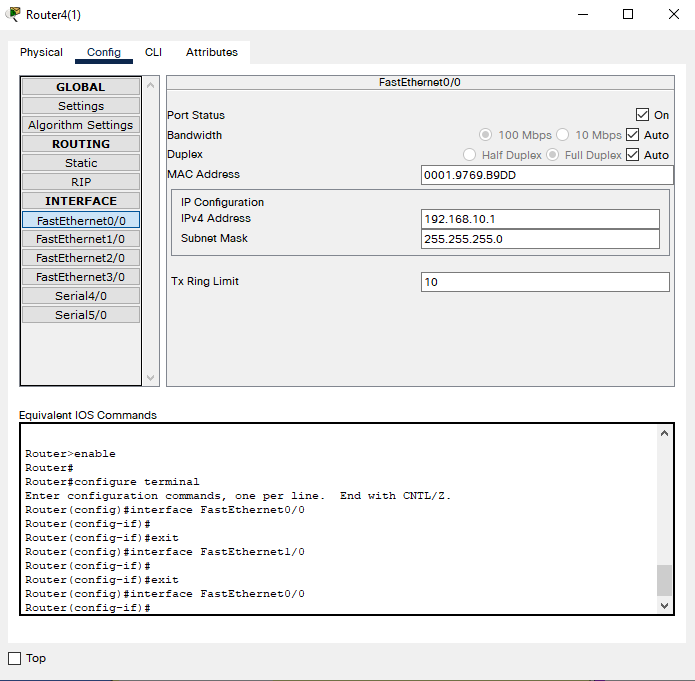 Router4(1)
Physical Config CLI Attributes
GLOBAL
Settings
Algorithm Settings
ROUTING
Static
RIP
INTERFACE
FastEthernet0/0
FastEthernet1/0
FastEthernet2/0
FastEthernet3/0
Serial4/0
Serial5/0
FastEthernet0/0
Port Status On
Bandwidth 100 Mbps 10 Mbps Auto
Duplex Half Duplex Full Duplex Auto
MAC Address 0001.9769.B9DD
IP Configuration
IPv4 Address 192.168.10.1
Subnet Mask 255.255.255.0
Tx Ring Limit 10
Equivalent IOS Commands
Router>enable
Router#
Router#configure terminal
Enter configuration commands, one per line.  End with CNTL/Z.
Router(config)#interface FastEthernet0/0
Router(config-if)#
Router(config-if)#exit
Router(config)#interface FastEthernet1/0
Router(config-if)#
Router(config-if)#exit
Router(config)#interface FastEthernet0/0
Router(config-if)#
Top